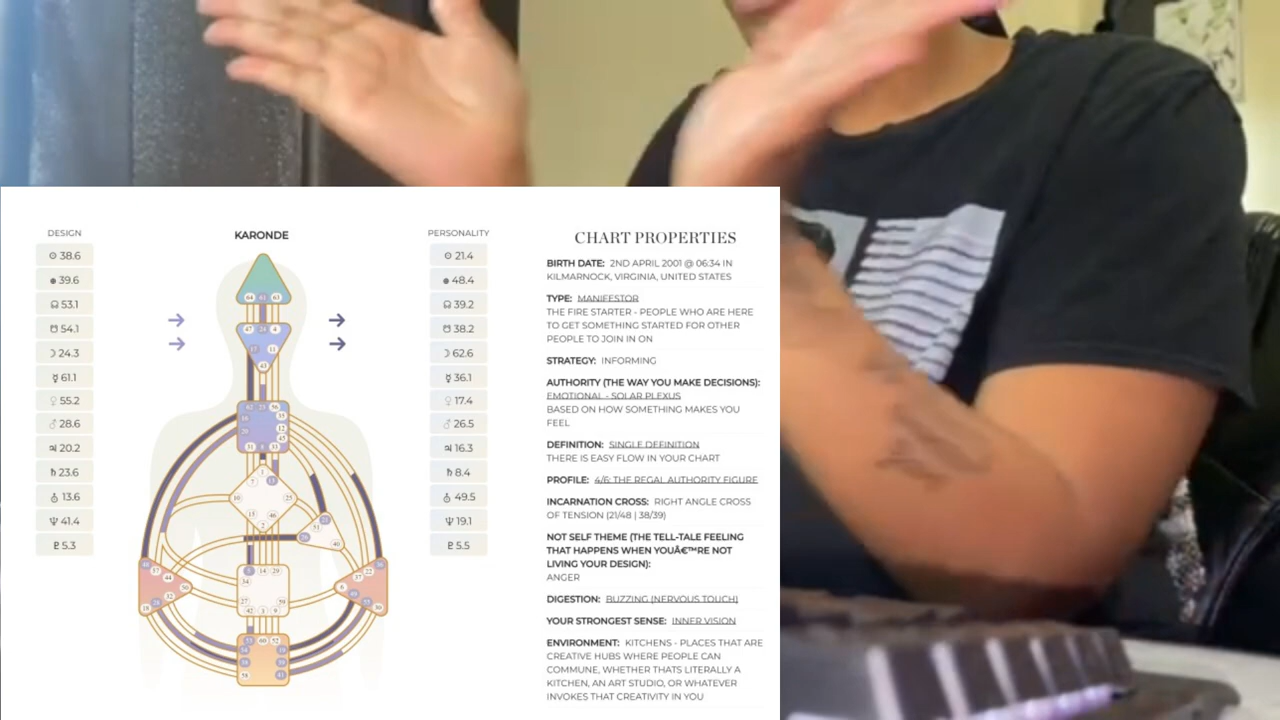 DESIGN
38.6
39.6
53.1
54.1
24.3
61.1
55.2
28.6
20.2
23.6
13.6
41.4
5.3
KARONDE
PERSONALITY
21.4
48.4
39.2
38.2
62.6
36.1
17.4
26.5
16.3
8.4
49.5
19.1
5.5
CHART PROPERTIES
BIRTH DATE: 2ND APRIL 2001 @ 06:34 IN
KILMARNOCK, VIRGINIA, UNITED STATES
TYPE: MANIFESTOR
THE FIRE STARTER - PEOPLE WHO ARE HERE
TO GET SOMETHING STARTED FOR OTHER
PEOPLE TO JOIN IN ON
STRATEGY: INFORMING
AUTHORITY (THE WAY YOU MAKE DECISIONS):
EMOTIONAL - SOLAR PLEXUS
BASED ON HOW SOMETHING MAKES YOU
FEEL
DEFINITION: SINGLE DEFINITION
THERE IS EASY FLOW IN YOUR CHART
PROFILE: 4/6: THE REGAL AUTHORITY FIGURE
INCARNATION CROSS: RIGHT ANGLE CROSS
OF TENSION (21/48 | 38/39)
NOT SELF THEME (THE TELL-TALE FEELING
THAT HAPPENS WHEN YOUÂ€™RE NOT
LIVING YOUR DESIGN):
ANGER
DIGESTION: BUZZING (NERVOUS TOUCH)
YOUR STRONGEST SENSE: INNER VISION
ENVIRONMENT: KITCHENS - PLACES THAT ARE
CREATIVE HUBS WHERE PEOPLE CAN
COMMUNE, WHETHER THATS LITERALLY A
KITCHEN, AN ART STUDIO, OR WHATEVER
INVOKES THAT CREATIVITY IN YOU